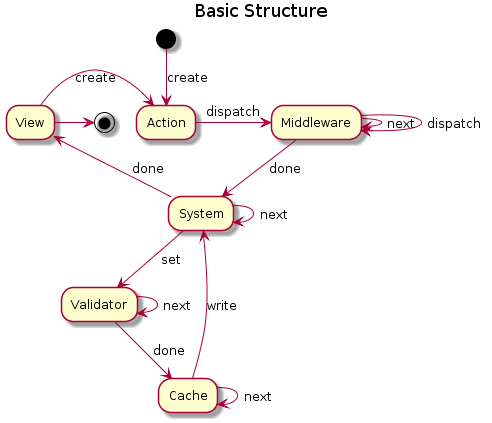 Basic Structure
create
create
View
Action
dispatch
Middleware
next
dispatch
done
done
System
next
set
Validator
next
write
done
Cache
next